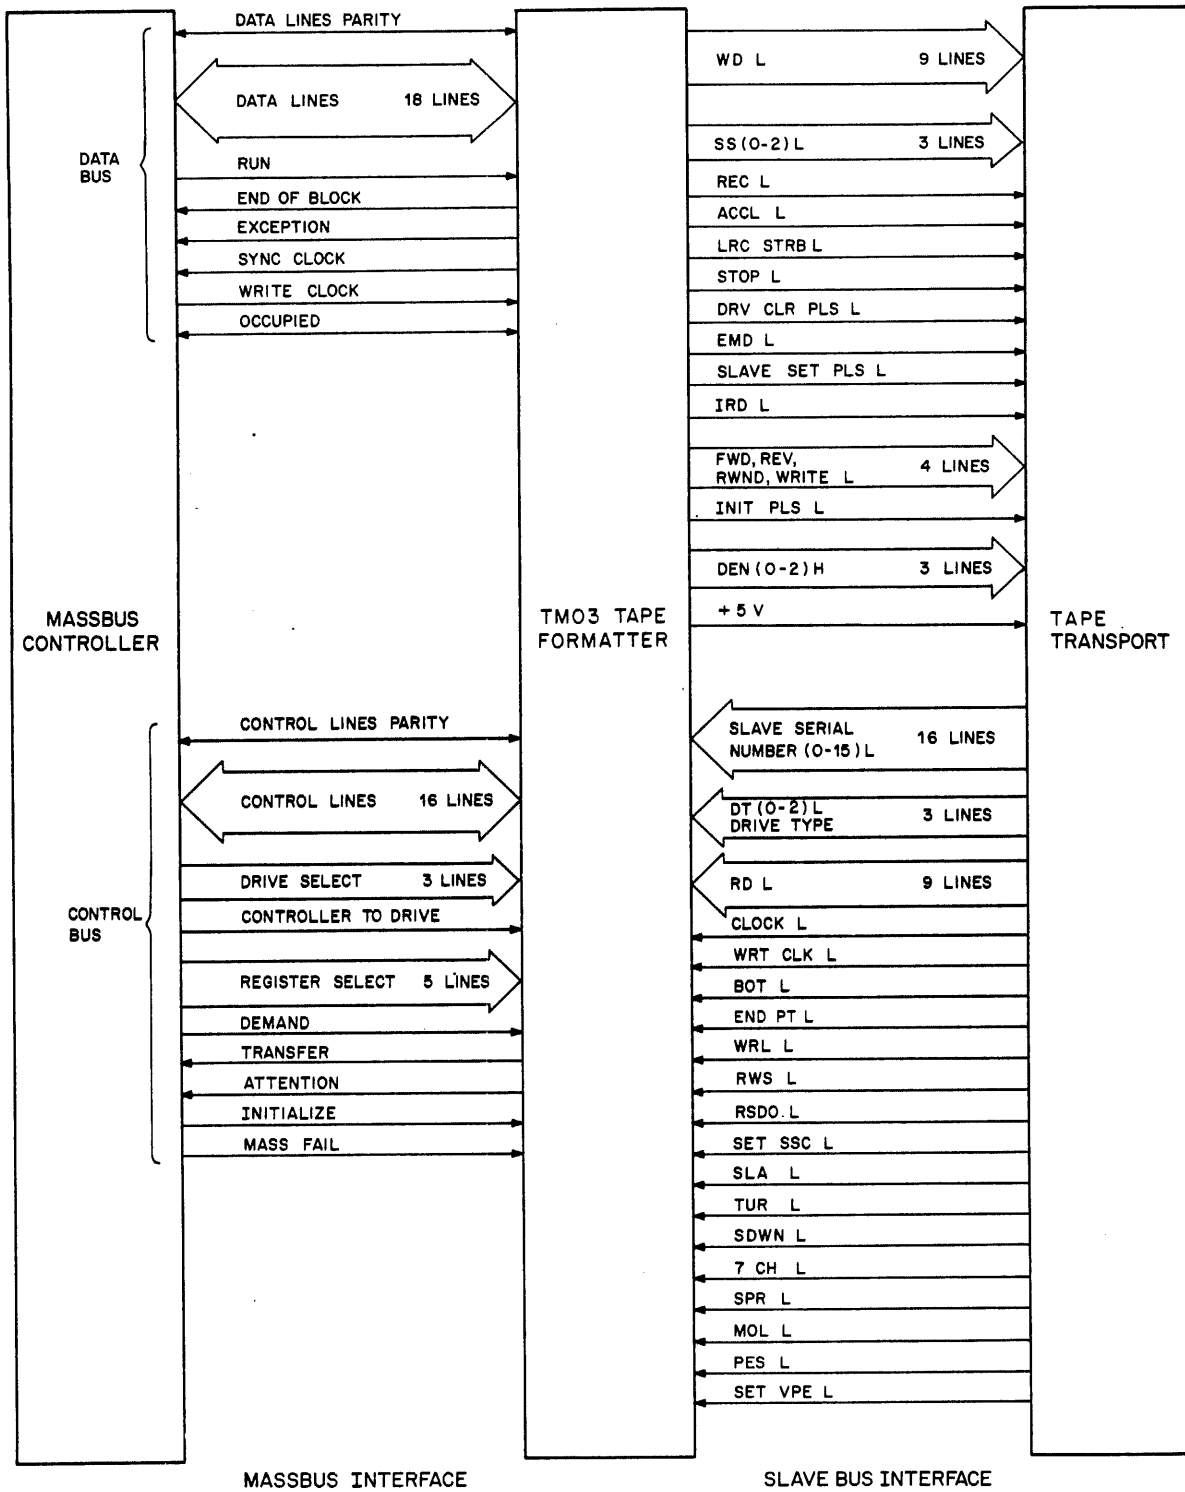 DATA LINES PARITY
DATA LINES 18 LINES
DATA
BUS
RUN
END OF BLOCK
EXCEPTION
SYNC CLOCK
WRITE CLOCK
OCCUPIED
MASSBUS
CONTROLLER
CONTROL LINES PARITY
CONTROL LINES 16 LINES
DRIVE SELECT 3 LINES
CONTROL
BUS
CONTROLLER TO DRIVE
REGISTER SELECT 5 LINES
DEMAND
TRANSFER
ATTENTION
INITIALIZE
MASS FAIL
MASSBUS INTERFACE
TM03 TAPE
FORMATTER
WD L 9 LINES
SS(0-2)L 3 LINES
REC L
ACCL L
LRC STRB L
STOP L
DRV CLR PLS L
EMD L
SLAVE SET PLS L
IRD L
FWD, REV,
RWND, WRITE L 4 LINES
INIT PLS L
DEN(0-2)H 3 LINES
+5V
TAPE
TRANSPORT
SLAVE SERIAL
NUMBER(0-15)L 16 LINES
DT(0-2)L
DRIVE TYPE 3 LINES
RD L 9 LINES
CLOCK L
WRT CLK L
BOT L
END PT L
WRL L
RWS L
RSDO L
SET SSC L
SLA L
TUR L
SDWN L
7 CH L
SPR L
MOL L
PES L
SET VPE L
SLAVE BUS INTERFACE